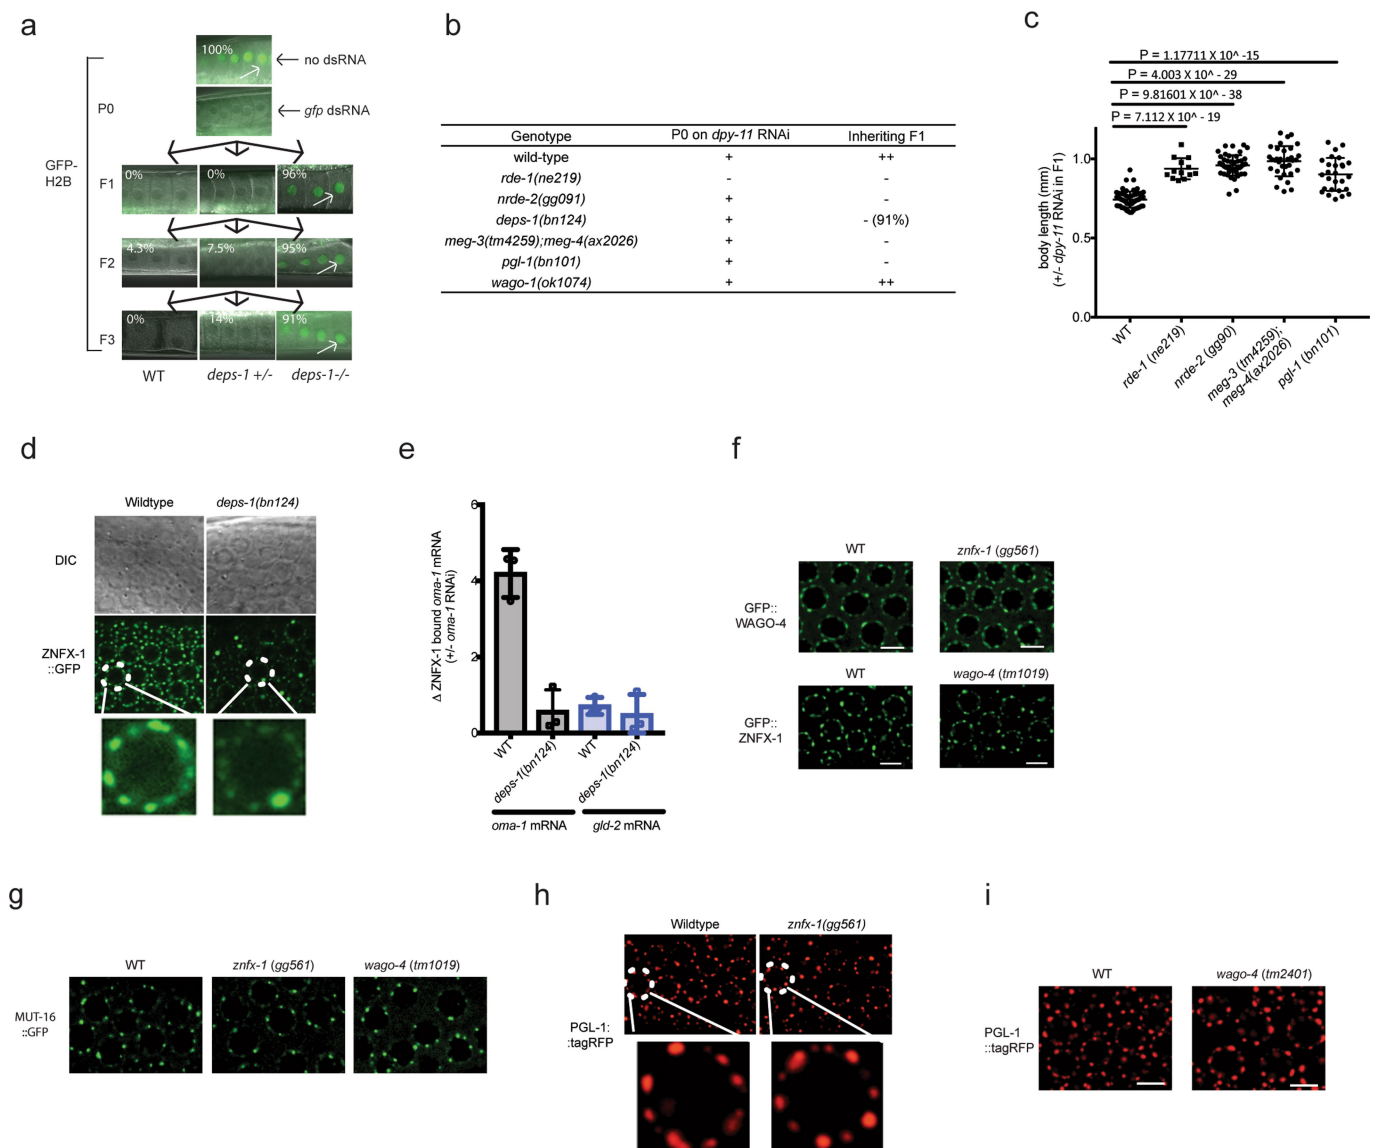 a
100%
no dsRNA
gfp dsRNA
P0
GFP-
H2B
F1
0%
0%
96%
F2
4.3%
7.5%
95%
F3
0%
14%
91%
WT
deps-1 +/-
deps-1-/-
b
Genotype P0 on dpy-11 RNAi Inheriting F1
wild-type + ++
rde-1(ne219) - -
nrde-2(gg091) + -
deps-1(bn124) + - (91%)
meg-3(tm4259);meg-4(ax2026) + -
pgl-1(bn101) + -
wago-1(ok1074) + ++
c
P = 1.17711 X 10^ -15
P = 4.003 X 10^ - 29
P = 9.81601 X 10^ - 38
P = 7.112 X 10^ - 19
body length (mm)
(+/- dpy-11 RNAi in F1)
1.0
0.5
0.0
WT
rde-1 (ne219)
nrde-2 (gg90)
meg-3 (tm4259);
meg-4(ax2026)
pgl-1 (bn101)
d
Wildtype
deps-1(bn124)
DIC
ZNFX-1
::GFP
e
Δ ZNFX-1 bound oma-1 mRNA
(+/- oma-1 RNAi)
6
4
2
0
WT
deps-1(bn124)
WT
deps-1(bn124)
oma-1 mRNA
gld-2 mRNA
f
WT
znfx-1 (gg561)
GFP::
WAGO-4
WT
wago-4 (tm1019)
GFP::
ZNFX-1
g
WT
znfx-1 (gg561)
wago-4 (tm1019)
MUT-16
::GFP
h
Wildtype
znfx-1(gg561)
PGL-1:
:tagRFP
i
WT
wago-4 (tm2401)
PGL-1
::tagRFP